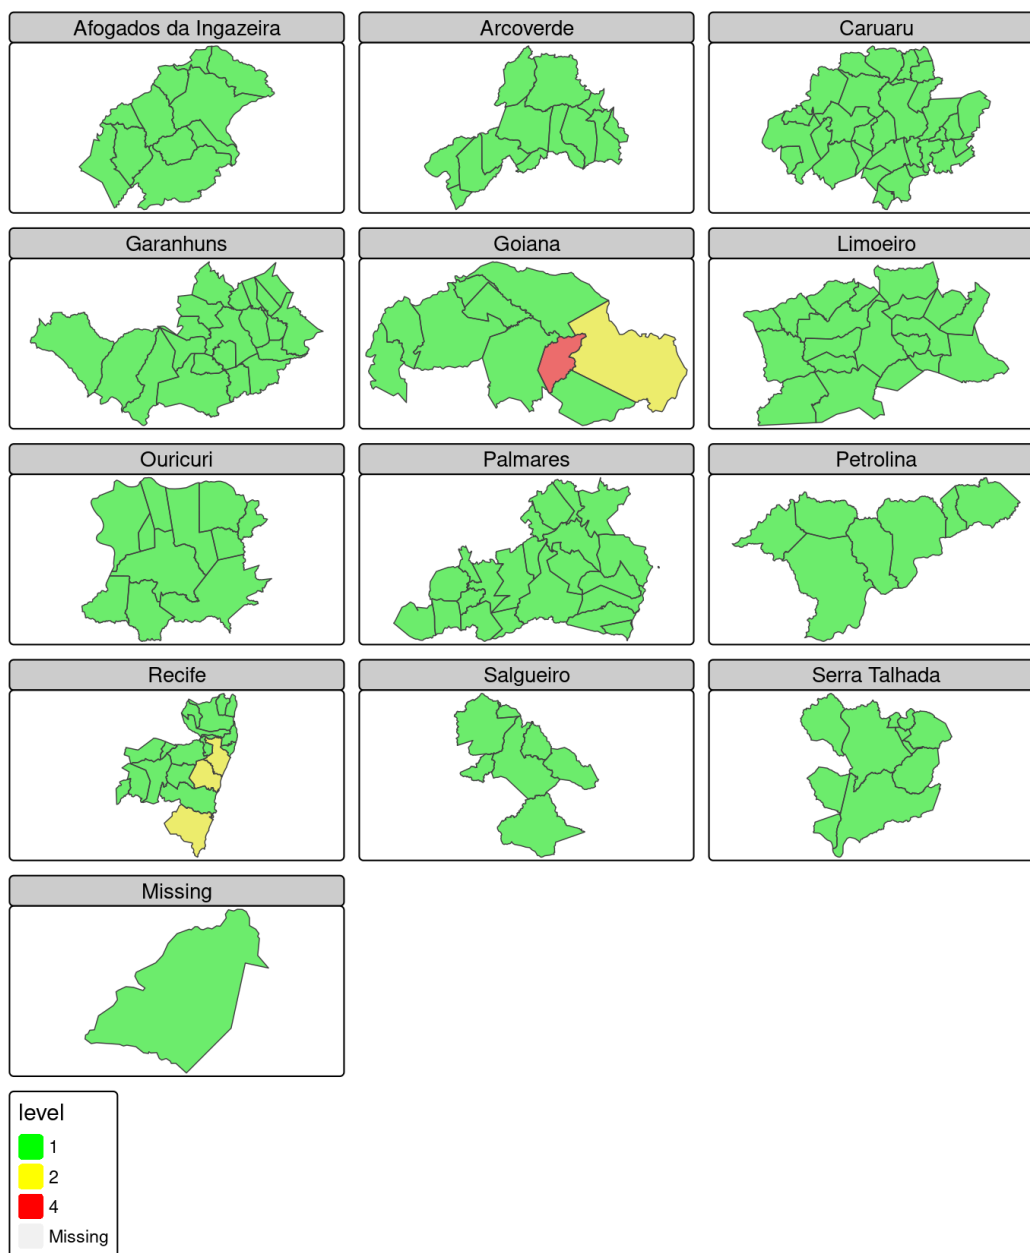 Afogados da Ingazeira
Arcoverde
Caruaru
Garanhuns
Goiana
Limoeiro
Ouricuri
Palmares
Petrolina
Recife
Salgueiro
Serra Talhada
Missing
level
1
2
4
Missing